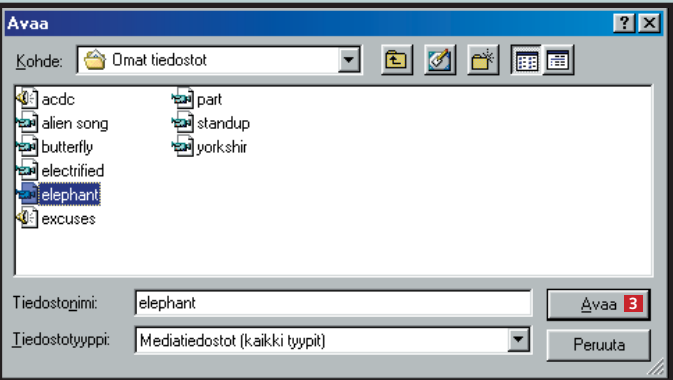 Avaa
Kohde: Omat tiedostot
acdc
alien song
butterfly
electrified
elephant
excuses
part
standup
yorkshir
Tiedostonimi: elephant
Avaa 3
Tiedostotyyppi: Mediatiedostot (kaikki tyypit)
Peruuta